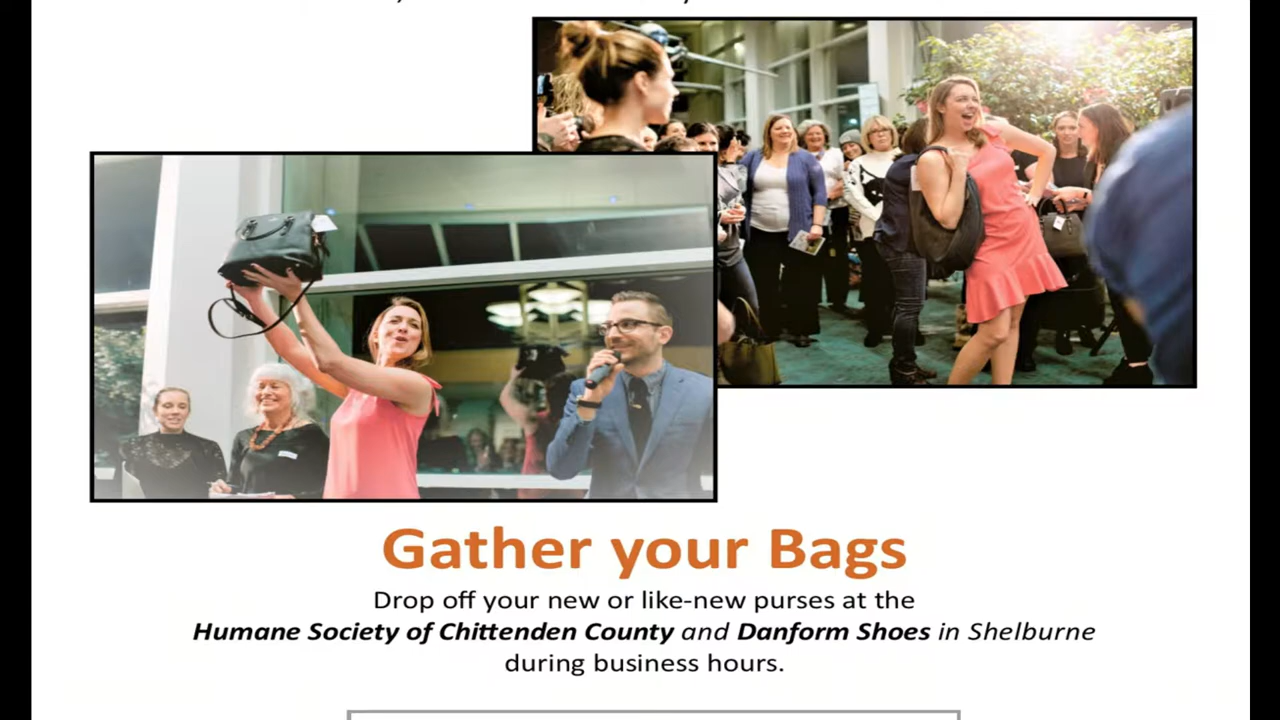 Gather your Bags
Drop off your new or like-new purses at the
Humane Society of Chittenden County and Danform Shoes in Shelburne
during business hours.